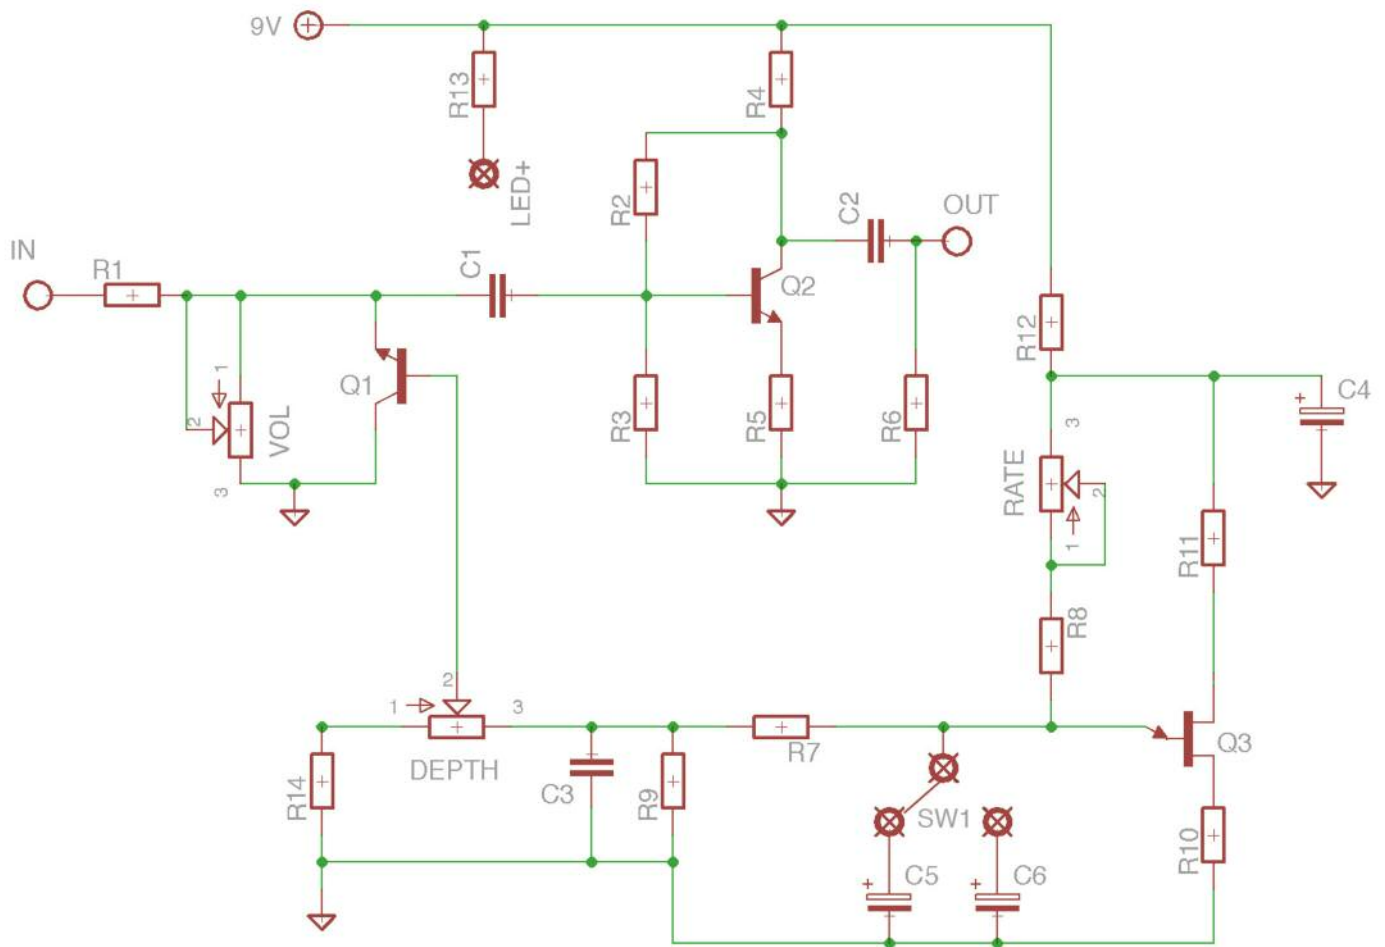 9V
R13
R4
LED+
R2
C2
OUT
IN
R1
C1
Q2
R12
1
Q1
2
VOL
R3
R5
R6
C4
3
3
RATE
2
1
R11
R8
2
1
3
DEPTH
R7
Q3
R14
C3
R9
SW1
R10
C5
C6
+
+
+